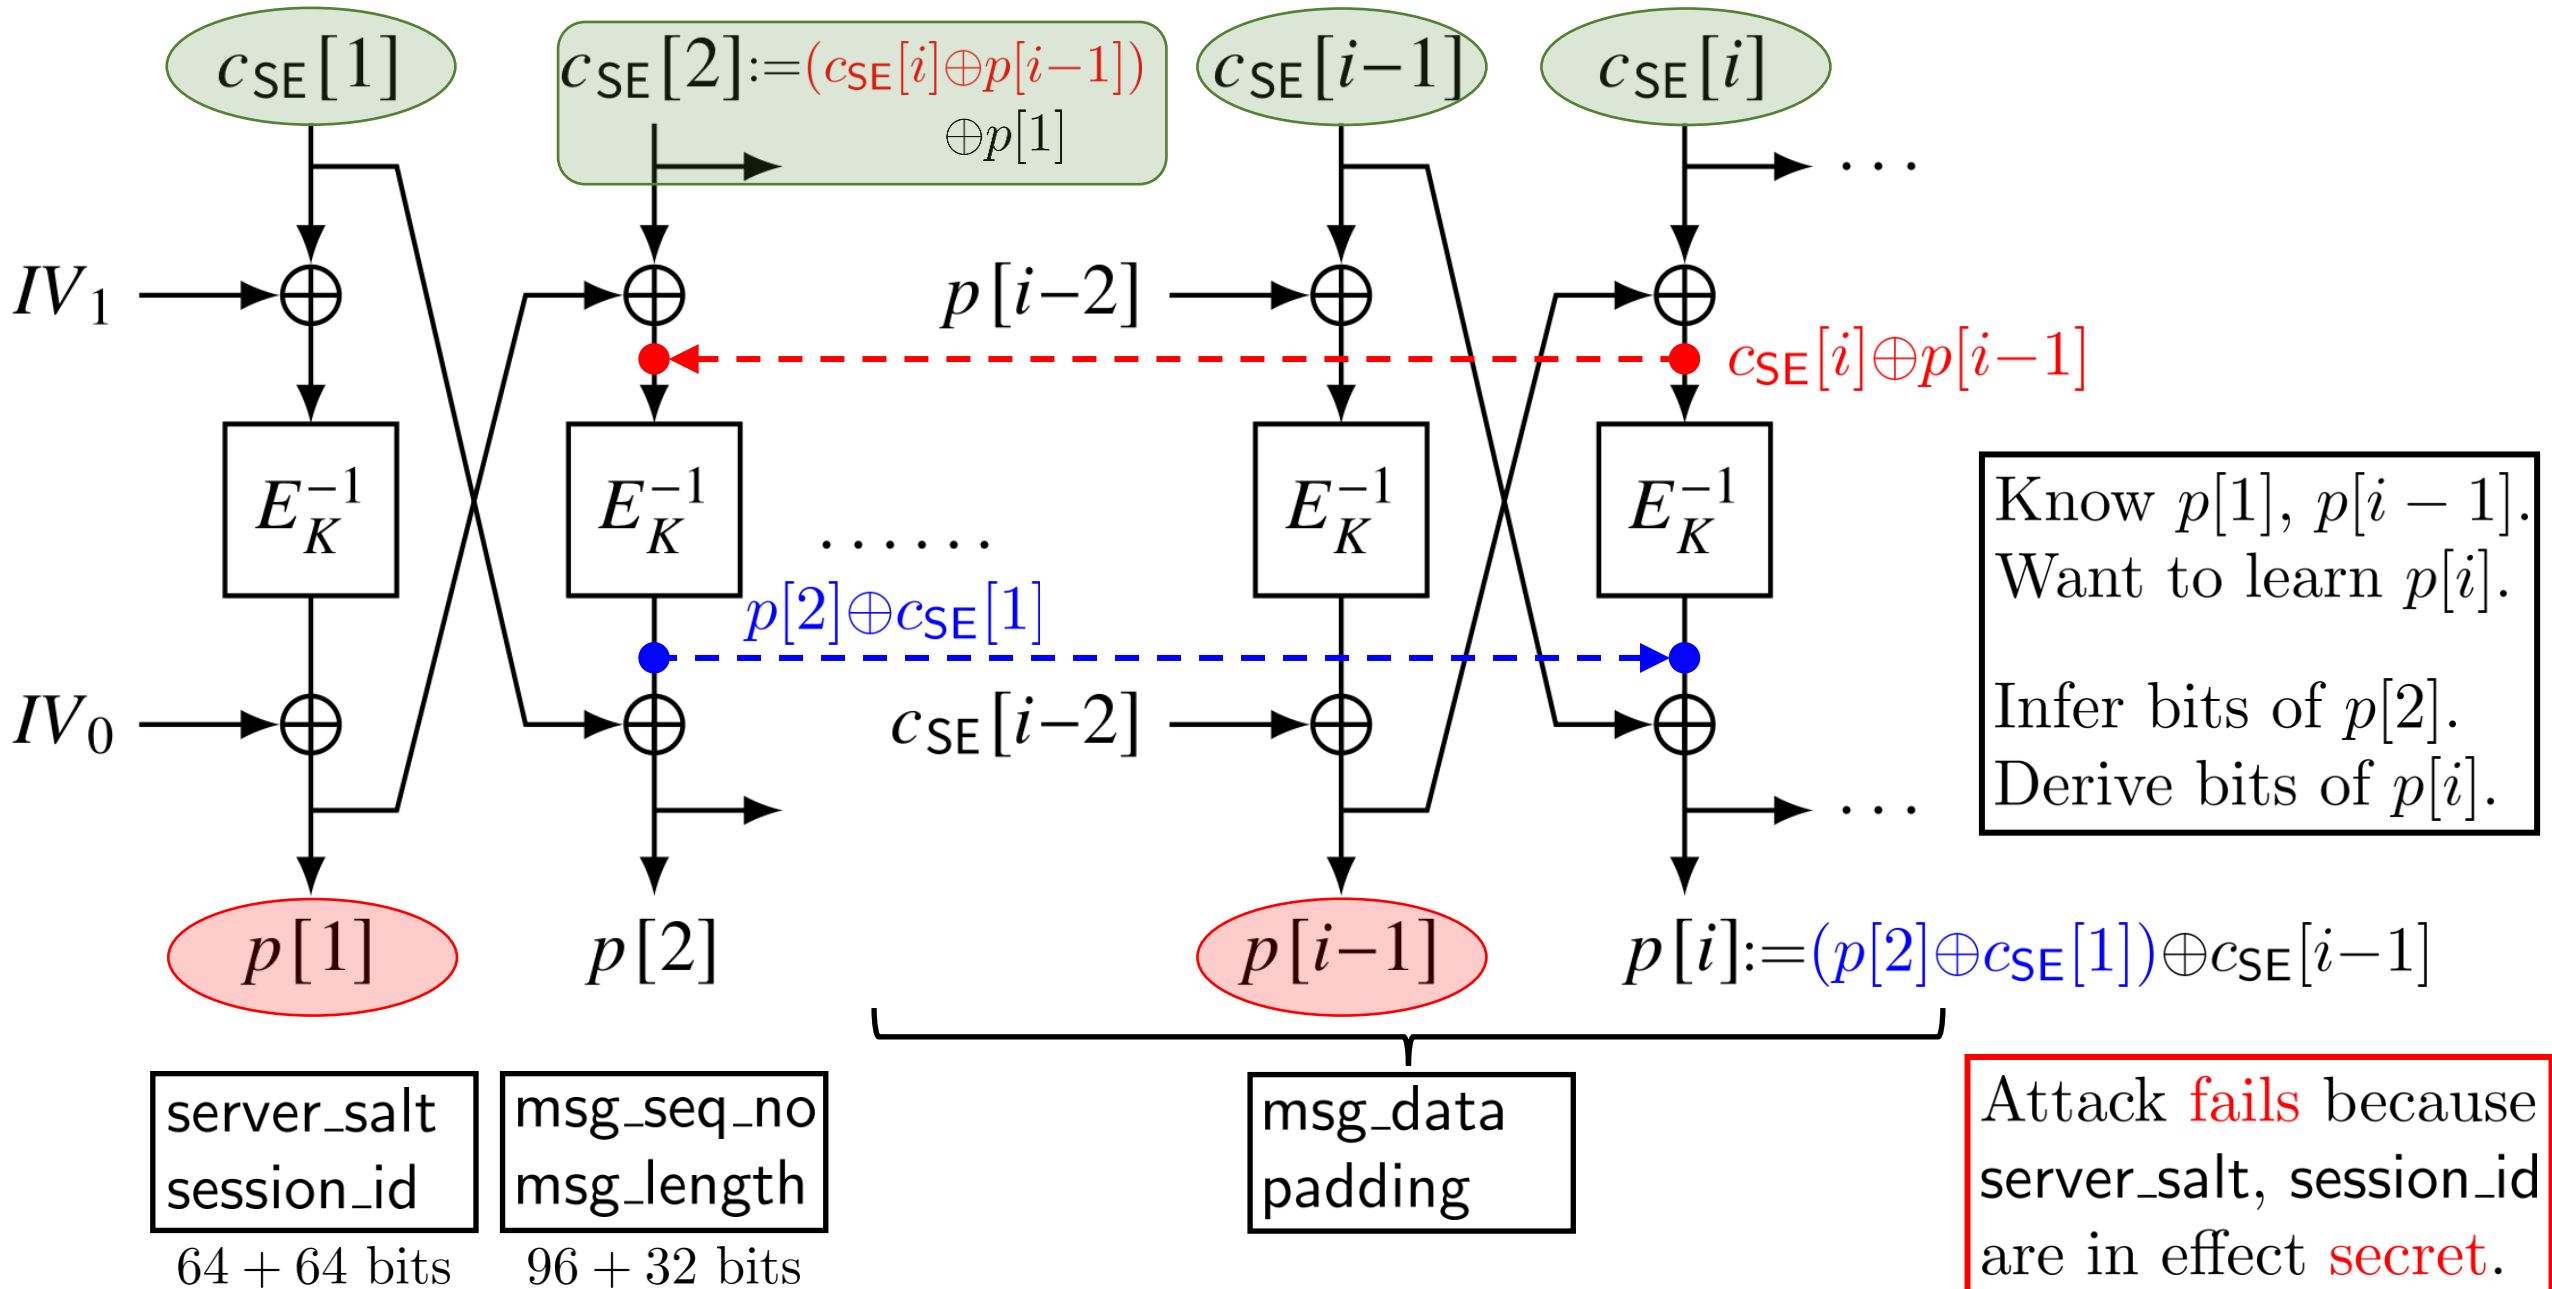 c_SE[1]
c_SE[2]:=(c_SE[i]⊕p[i−1])
⊕p[1]
c_SE[i−1]
c_SE[i]
· · ·
IV_1
p[i−2]
c_SE[i]⊕p[i−1]
E_K^{−1}
E_K^{−1}
· · · · · ·
E_K^{−1}
E_K^{−1}
p[2]⊕c_SE[1]
IV_0
c_SE[i−2]
· · ·
Know p[1], p[i − 1].
Want to learn p[i].
Infer bits of p[2].
Derive bits of p[i].
p[1]
p[2]
p[i−1]
p[i]:=(p[2]⊕c_SE[1])⊕c_SE[i−1]
server_salt
session_id
64 + 64 bits
msg_seq_no
msg_length
96 + 32 bits
msg_data
padding
Attack fails because
server_salt, session_id
are in effect secret.